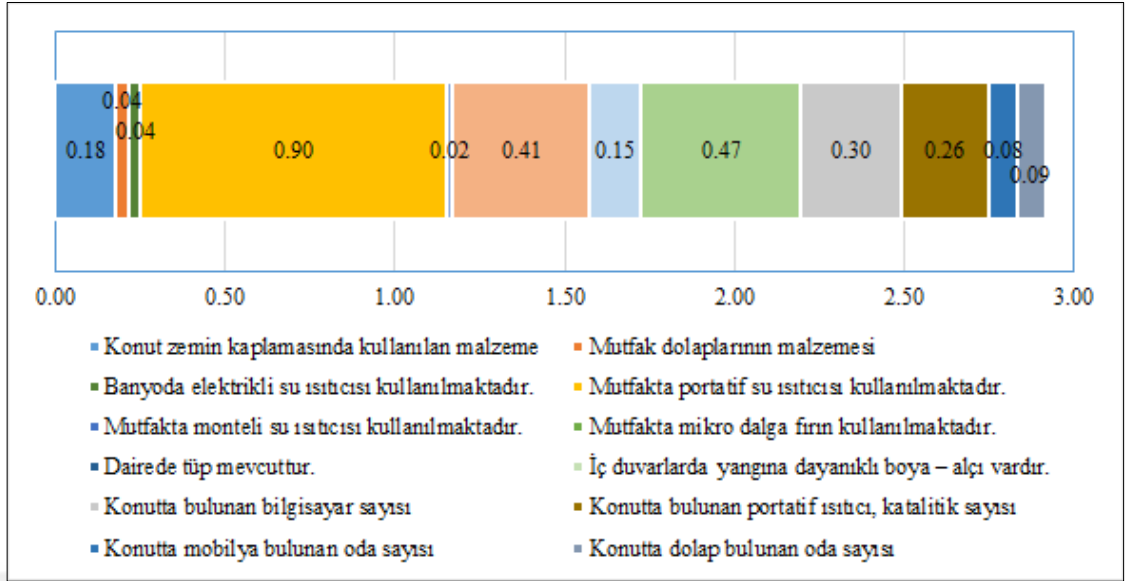 0.04
0.04
0.18
0.90
0.02
0.41
0.15
0.47
0.30
0.26
0.08
0.09
0.00 0.50 1.00 1.50 2.00 2.50 3.00
Konut zemin kaplamasında kullanılan malzeme
Mutfak dolaplarının malzemesi
Banyoda elektrikli su ısıtıcısı kullanılmaktadır.
Mutfakta portatif su ısıtıcısı kullanılmaktadır.
Mutfakta monteli su ısıtıcısı kullanılmaktadır.
Mutfakta mikro dalga fırın kullanılmaktadır.
Dairede tüp mevcuttur.
İç duvarlarda yangına dayanıklı boya – alçı vardır.
Konutta bulunan bilgisayar sayısı
Konutta bulunan portatif ısıtıcı, katalitik sayısı
Konutta mobilya bulunan oda sayısı
Konutta dolap bulunan oda sayısı